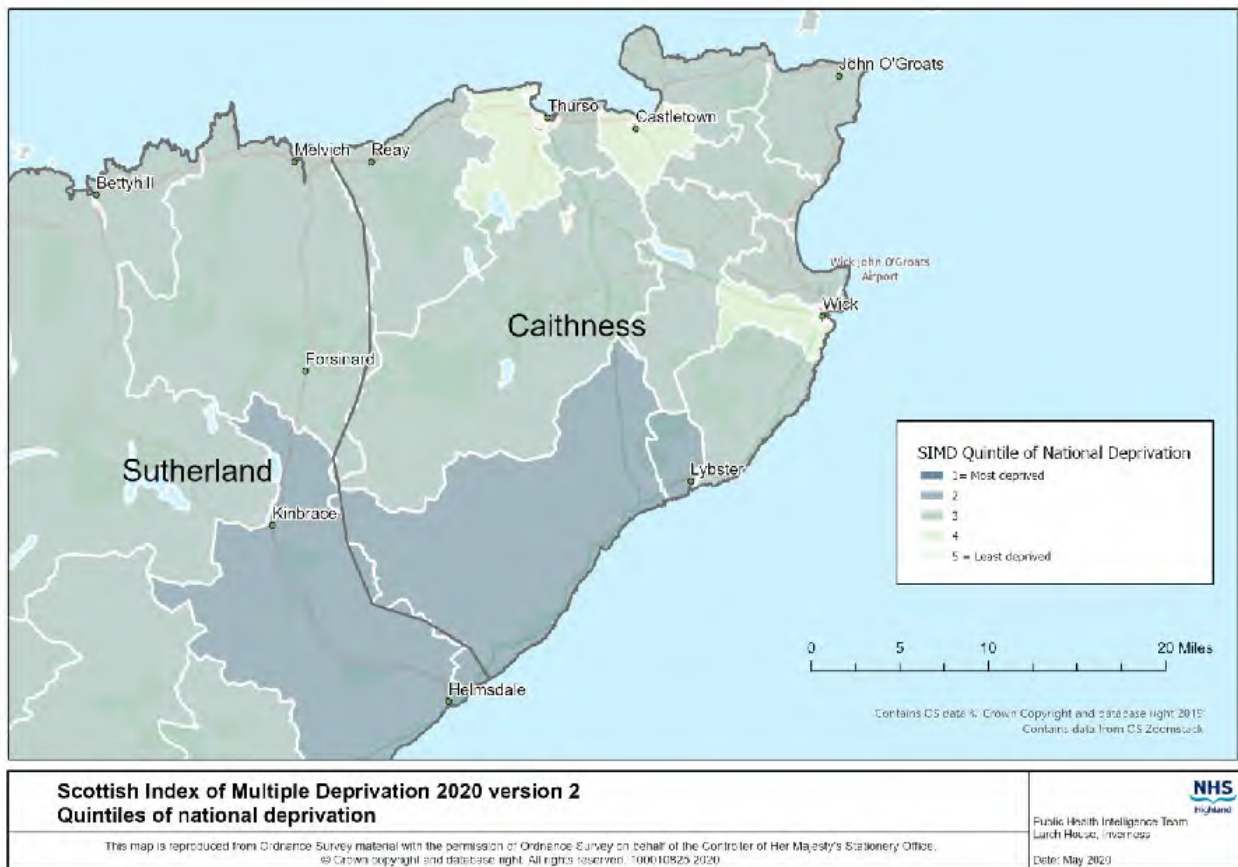 John O'Groats
Thurso
Castletown
Melvich
Reay
Bettyhill
Wick John O'Groats
Airport
Wick
Caithness
Forsinard
Sutherland
Lybster
Kinbrace
Helmsdale
SIMD Quintile of National Deprivation
1= Most deprived
2
3
4
5 = Least deprived
0 5 10 20 Miles
Contains OS data © Crown Copyright and database right 2019
Contains data from OS Zoomstack
Scottish Index of Multiple Deprivation 2020 version 2
Quintiles of national deprivation
This map is reproduced from Ordnance Survey material with the permission of Ordnance Survey on behalf of the Controller of Her Majesty's Stationery Office.
© Crown copyright and database right. All rights reserved. 100010825 2020
NHS
Highland
Public Health Intelligence Team
Larch House, Inverness
Date: May 2020